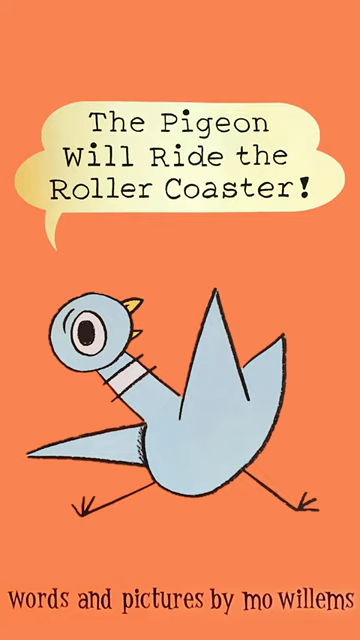 The Pigeon
Will Ride the
Roller Coaster!
words and pictures by mo willems